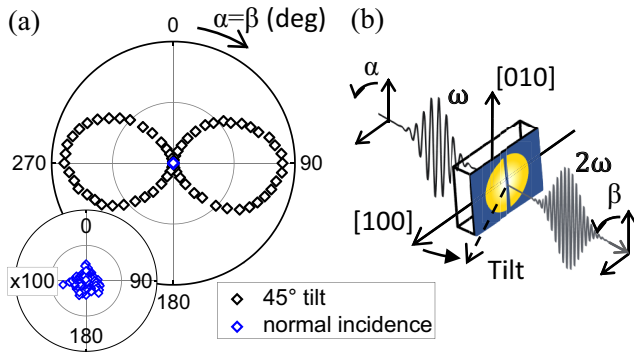 (a)
0
α=β (deg)
270
90
180
0
x100
90
180
45° tilt
normal incidence
(b)
α
ω
[010]
2ω
β
[100]
Tilt